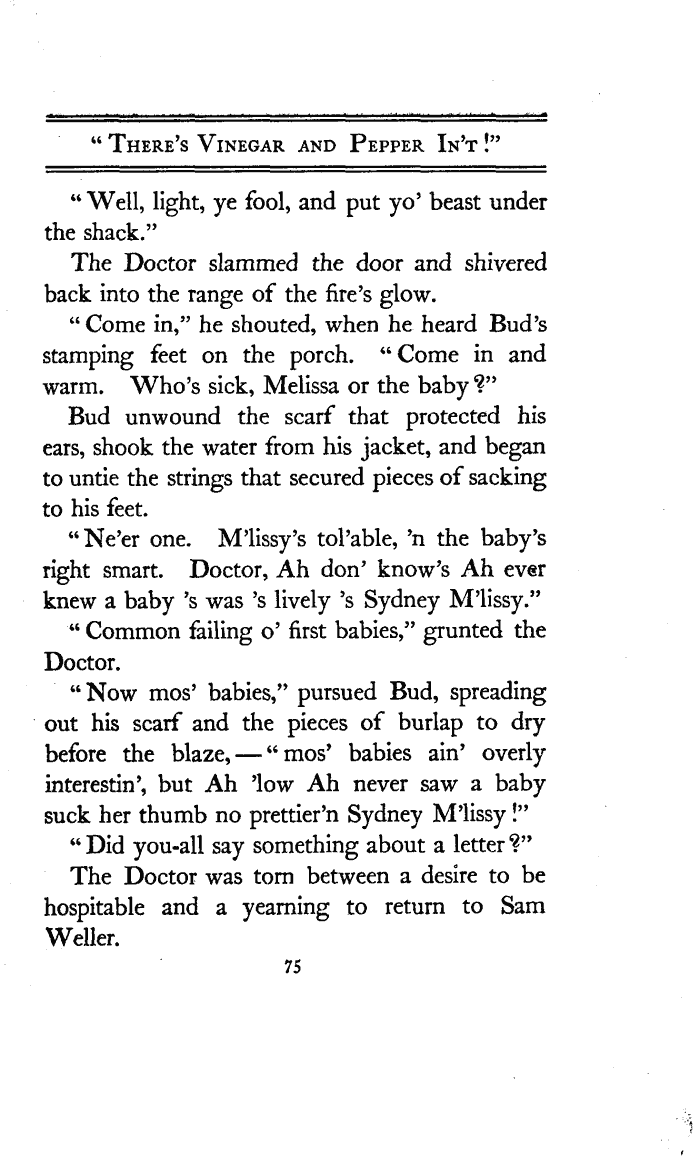 “ There's Vinegar and Pepper In't !”
“ Well, light, ye fool, and put yo’ beast under
the shack.”
The Doctor slammed the door and shivered
back into the range of the fire's glow.
“ Come in,” he shouted, when he heard Bud's
stamping feet on the porch. “ Come in and
warm. Who's sick, Melissa or the baby ?”
Bud unwound the scarf that protected his
ears, shook the water from his jacket, and began
to untie the strings that secured pieces of sacking
to his feet.
“ Ne'er one. M'lissy's tol'able, ’n the baby's
right smart. Doctor, Ah don’ know's Ah ever
knew a baby ’s was ’s lively ’s Sydney M'lissy.”
“ Common failing o’ first babies,” grunted the
Doctor.
“ Now mos’ babies,” pursued Bud, spreading
out his scarf and the pieces of burlap to dry
before the blaze, — “ mos’ babies ain’ overly
interestin’, but Ah ’low Ah never saw a baby
suck her thumb no prettier'n Sydney M'lissy !”
“ Did you-all say something about a letter ?”
The Doctor was torn between a desire to be
hospitable and a yearning to return to Sam
Weller.
75